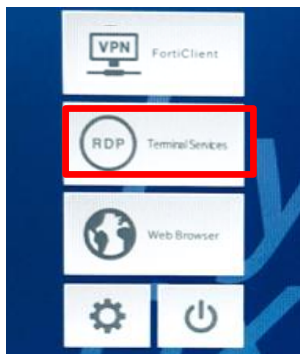 VPN
FortiClient
RDP
Terminal Services
Web Browser